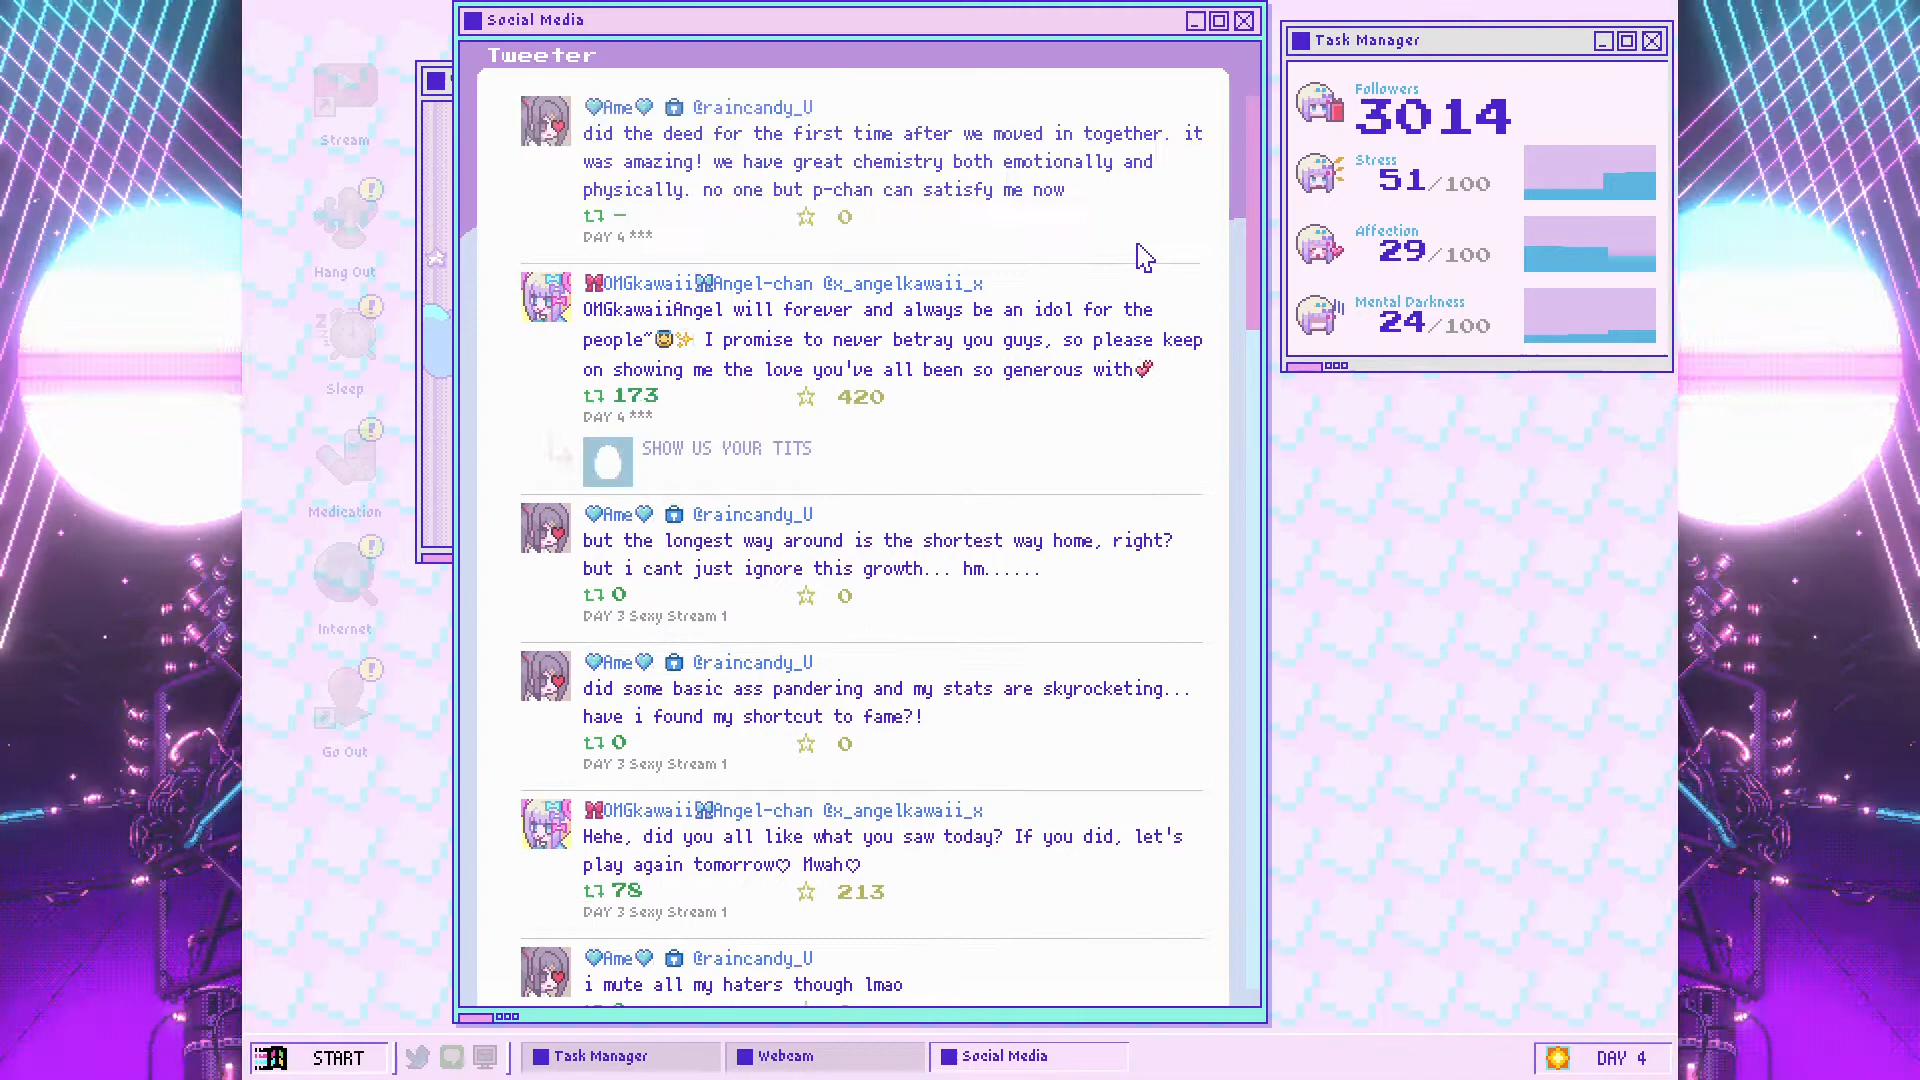 Social Media
Tweeter
Ame @raincandy_U
did the deed for the first time after we moved in together. it
was amazing! we have great chemistry both emotionally and
physically. no one but p-chan can satisfy me now
— 0
DAY 4 ***
OMGkawaiiAngel-chan @x_angelkawaii_x
OMGkawaiiAngel will forever and always be an idol for the
people~😇✨ I promise to never betray you guys, so please keep
on showing me the love you've all been so generous with💕
173 420
DAY 4 ***
SHOW US YOUR TITS
Ame @raincandy_U
but the longest way around is the shortest way home, right?
but i cant just ignore this growth... hm......
0 0
DAY 3 Sexy Stream 1
Ame @raincandy_U
did some basic ass pandering and my stats are skyrocketing...
have i found my shortcut to fame?!
0 0
DAY 3 Sexy Stream 1
OMGkawaiiAngel-chan @x_angelkawaii_x
Hehe, did you all like what you saw today? If you did, let's
play again tomorrow♡ Mwah♡
78 213
DAY 3 Sexy Stream 1
Ame @raincandy_U
i mute all my haters though lmao
Task Manager
Followers
3014
Stress
51/100
Affection
29/100
Mental Darkness
24/100
Stream
Hang Out
Sleep
Medication
Internet
Go Out
START
Task Manager
Webcam
Social Media
DAY 4